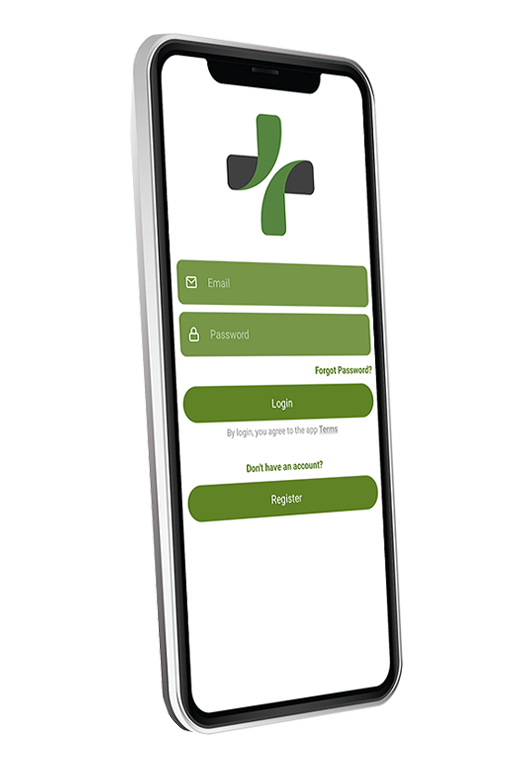 Email
Password
Forgot Password?
Login
By login, you agree to the app Terms
Don't have an account?
Register